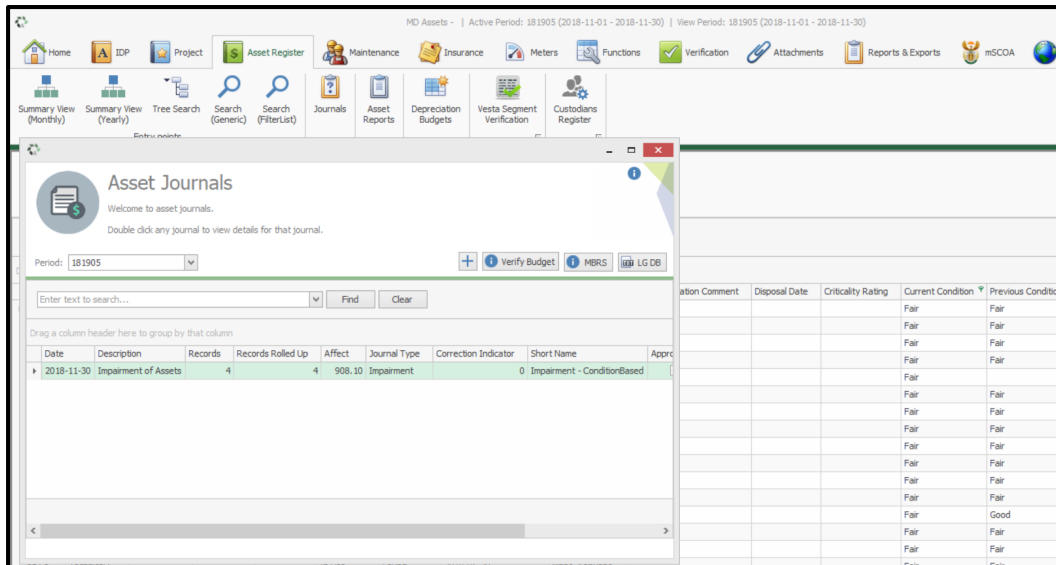 MD Assets - | Active Period: 181905 (2018-11-01 - 2018-11-30) | View Period: 181905 (2018-11-01 - 2018-11-30)
Home IDP Project Asset Register Maintenance Insurance Meters Functions Verification Attachments Reports & Exports mSCOA
Summary View (Monthly)
Summary View (Yearly)
Tree Search
Search (Generic)
Search (FilterList)
Journals
Asset Reports
Depreciation Budgets
Vesta Segment Verification
Custodians Register
Entry points
Asset Journals
Welcome to asset journals.
Double click any journal to view details for that journal.
Period: 181905
Verify Budget MBRS LG DB
Enter text to search... Find Clear
Drag a column header here to group by that column
Date Description Records Records Rolled Up Affect Journal Type Correction Indicator Short Name Appro
2018-11-30 Impairment of Assets 4 4 908.10 Impairment 0 Impairment - ConditionBased
ation Comment Disposal Date Criticality Rating Current Condition Previous Conditio
Fair Fair
Fair Fair
Fair Fair
Fair Fair
Fair
Fair Fair
Fair Fair
Fair Fair
Fair Fair
Fair Fair
Fair Fair
Fair Fair
Fair Good
Fair Fair
Fair Fair